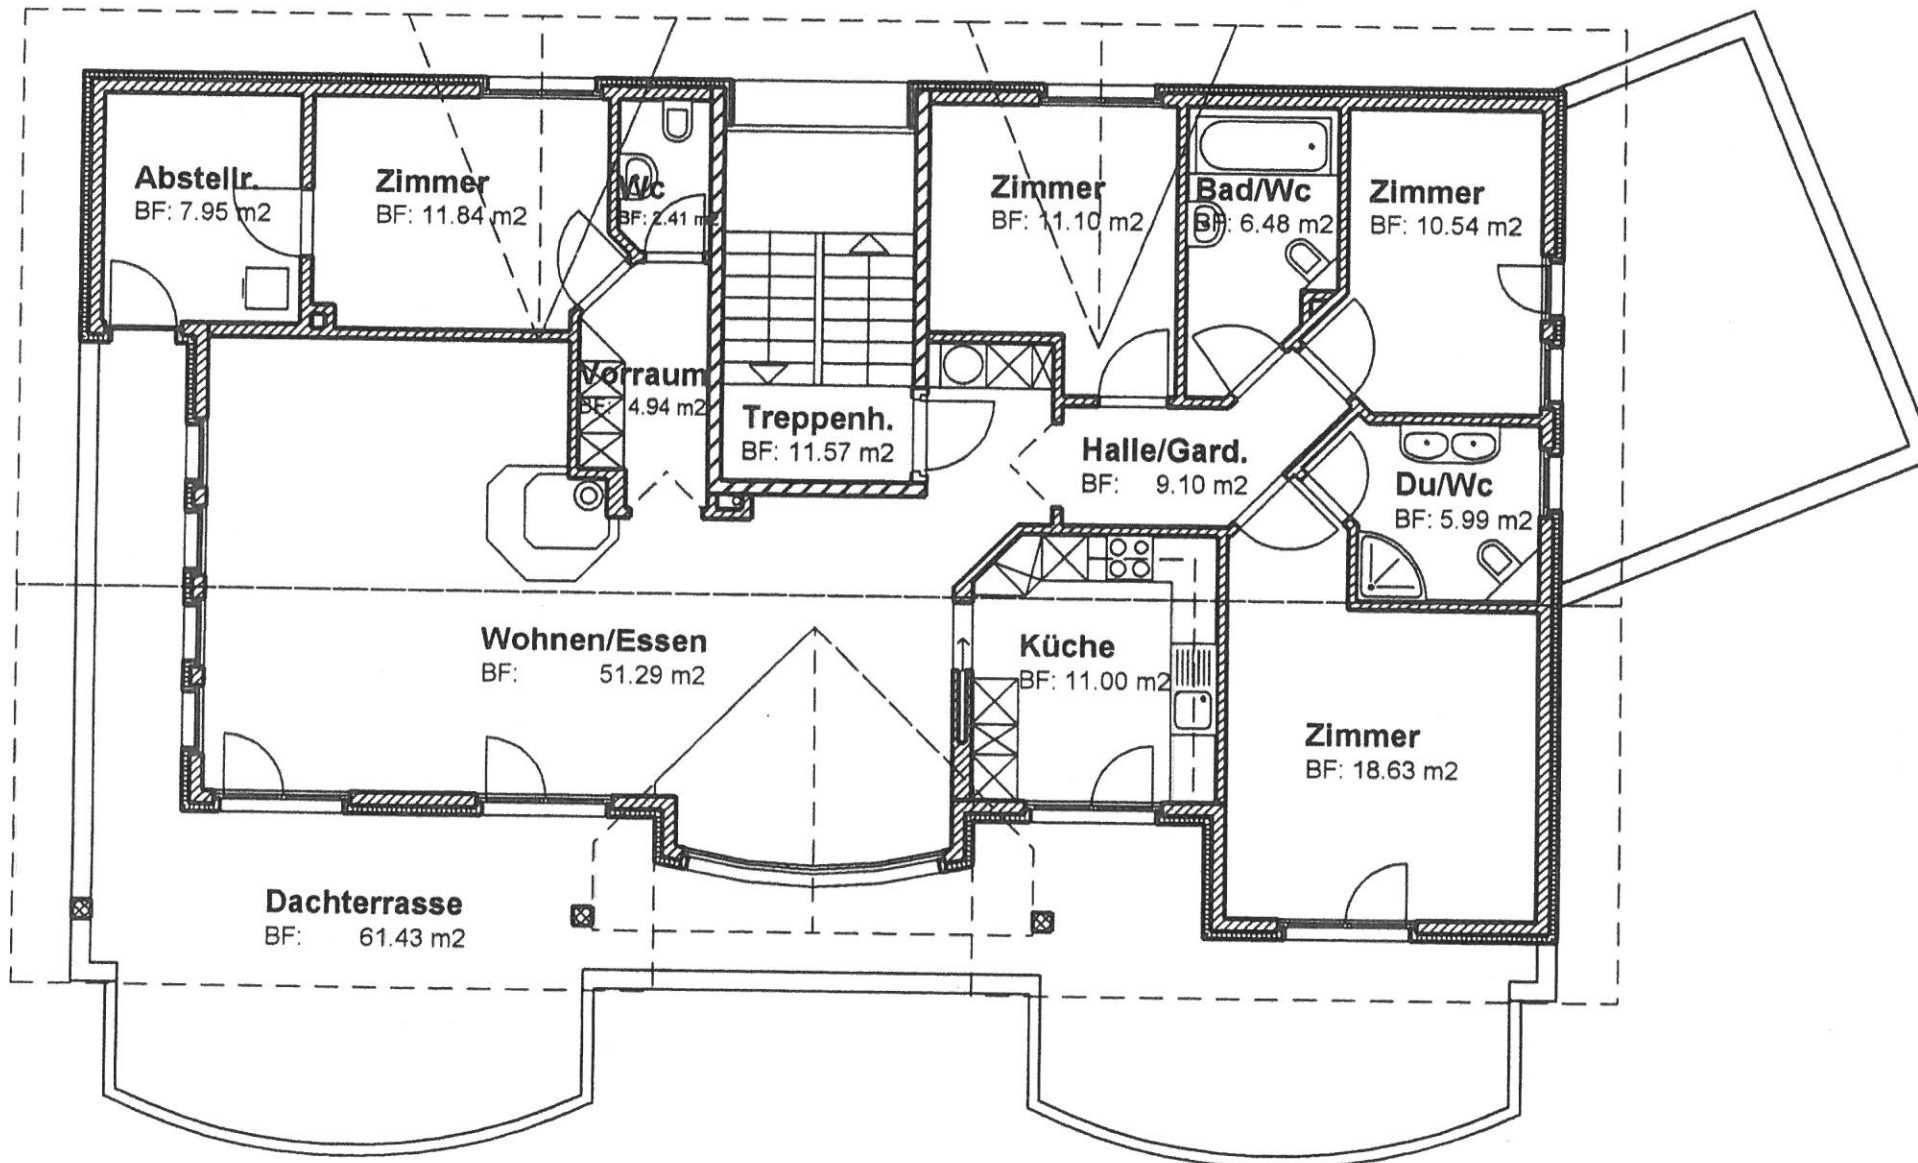 Abstellr.
BF: 7.95 m2
Zimmer
BF: 11.84 m2
Wc
BF: 2.41 m2
Zimmer
BF: 11.10 m2
Bad/Wc
BF: 6.48 m2
Zimmer
BF: 10.54 m2
Vorraum
BF: 4.94 m2
Treppenh.
BF: 11.57 m2
Halle/Gard.
BF: 9.10 m2
Du/Wc
BF: 5.99 m2
Wohnen/Essen
BF: 51.29 m2
Küche
BF: 11.00 m2
Zimmer
BF: 18.63 m2
Dachterrasse
BF: 61.43 m2